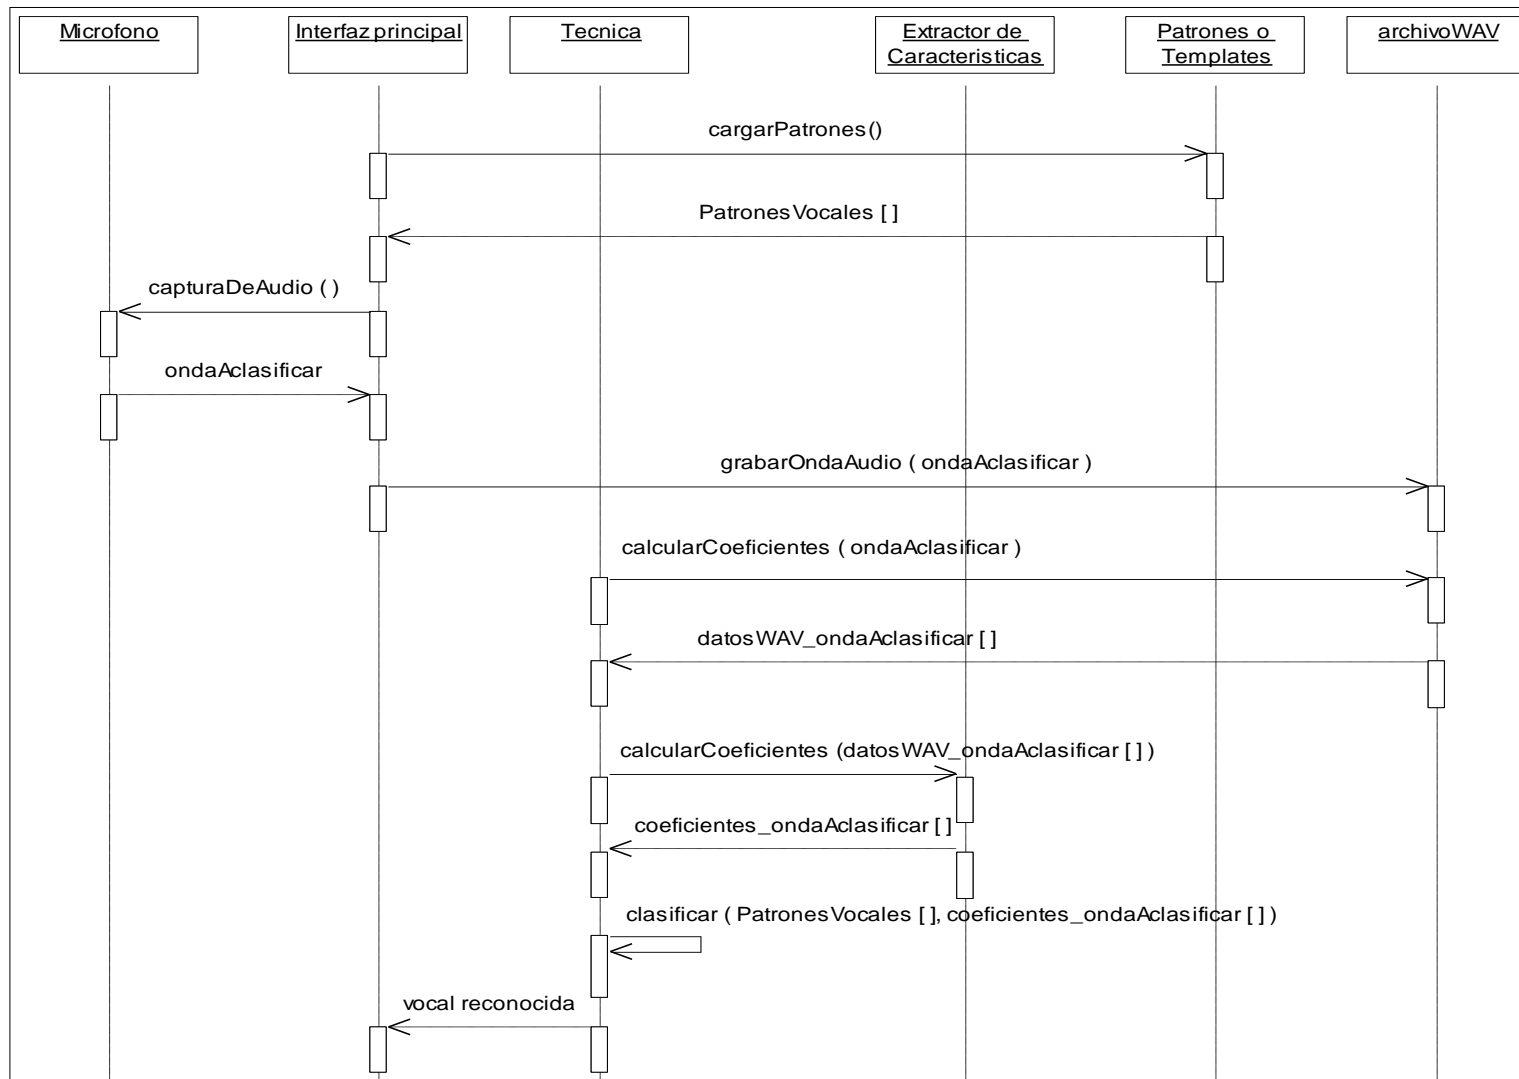 Microfono
Interfaz principal
Tecnica
Extractor de
Caracteristicas
Patrones o
Templates
archivoWAV
cargarPatrones()
PatronesVocales [ ]
capturaDeAudio ( )
ondaAclasificar
grabarOndaAudio ( ondaAclasificar )
calcularCoeficientes ( ondaAclasificar )
datosWAV_ondaAclasificar [ ]
calcularCoeficientes (datosWAV_ondaAclasificar [ ] )
coeficientes_ondaAclasificar [ ]
clasificar ( PatronesVocales [ ], coeficientes_ondaAclasificar [ ] )
vocal reconocida